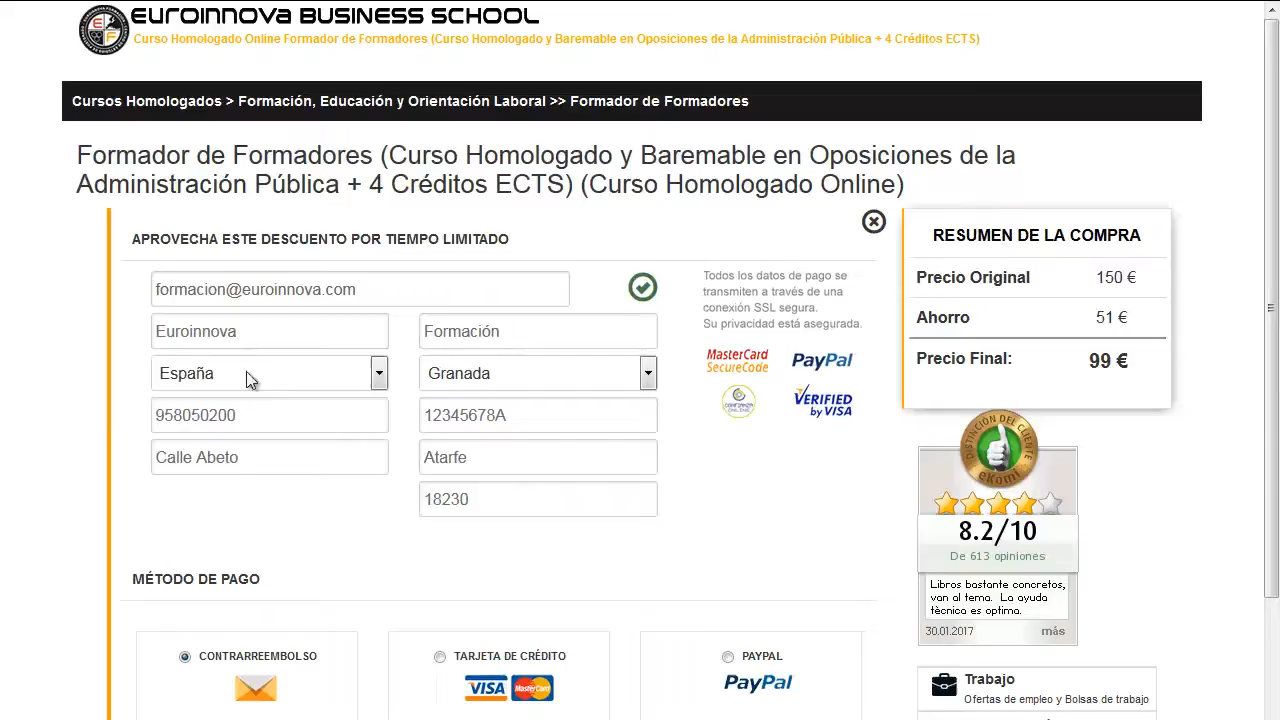 EUROINNOVA BUSINESS SCHOOL
Curso Homologado Online Formador de Formadores (Curso Homologado y Baremable en Oposiciones de la Administración Pública + 4 Créditos ECTS)
Cursos Homologados > Formación, Educación y Orientación Laboral >> Formador de Formadores
Formador de Formadores (Curso Homologado y Baremable en Oposiciones de la
Administración Pública + 4 Créditos ECTS) (Curso Homologado Online)
APROVECHA ESTE DESCUENTO POR TIEMPO LIMITADO
formacion@euroinnova.com
Euroinnova
Formación
España
Granada
958050200
12345678A
Calle Abeto
Atarfe
18230
Todos los datos de pago se
transmiten a través de una
conexión SSL segura.
Su privacidad está asegurada.
MasterCard
SecureCode
PayPal
CONFIANZA
ONLINE
VERIFIED
by VISA
RESUMEN DE LA COMPRA
Precio Original 150 €
Ahorro 51 €
Precio Final: 99 €
DISTINCIÓN DEL CLIENTE
eKomi
8.2/10
De 613 opiniones
Libros bastante concretos,
van al tema. La ayuda
tècnica es optima.
30.01.2017 más
Trabajo
Ofertas de empleo y Bolsas de trabajo
MÉTODO DE PAGO
CONTRARREEMBOLSO
TARJETA DE CRÉDITO
VISA MasterCard
PAYPAL
PayPal